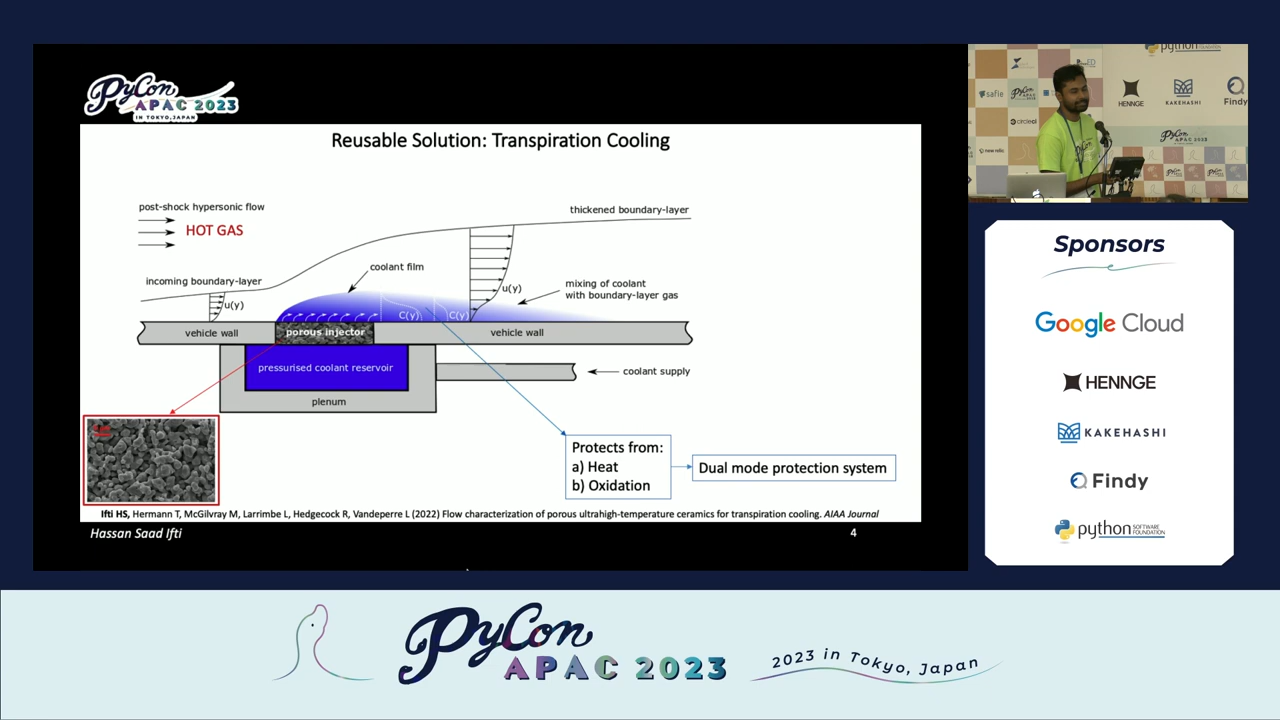 PyCon
APAC 2023
IN TOKYO, JAPAN
Reusable Solution: Transpiration Cooling
post-shock hypersonic flow
HOT GAS
thickened boundary-layer
coolant film
incoming boundary-layer
u(y)
mixing of coolant
with boundary-layer gas
u(y)
C(y)
C(y)
vehicle wall
porous injector
vehicle wall
pressurised coolant reservoir
coolant supply
plenum
Protects from:
a) Heat
b) Oxidation
Dual mode protection system
Ifti HS, Hermann T, McGilvray M, Larrimbe L, Hedgecock R, Vandeperre L (2022) Flow characterization of porous ultrahigh-temperature ceramics for transpiration cooling. AIAA Journal
Hassan Saad Ifti
4
python
safie
HENNGE
KAKEHASHI
Findy
PyCon
Sponsors
Google Cloud
HENNGE
KAKEHASHI
Findy
python SOFTWARE
FOUNDATION
PyCon
APAC 2023
2023 in Tokyo, Japan